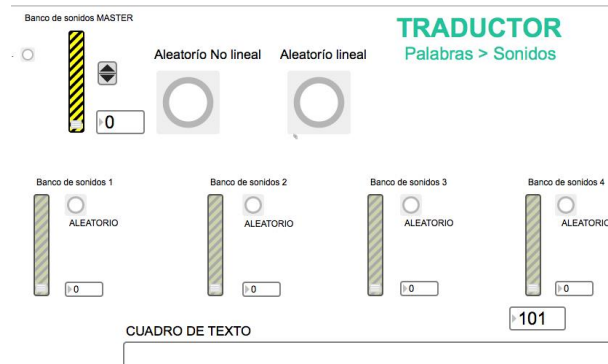 Banco de sonidos MASTER
TRADUCTOR
Palabras > Sonidos
Aleatorío No lineal
Aleatorío lineal
0
Banco de sonidos 1
Banco de sonidos 2
Banco de sonidos 3
Banco de sonidos 4
ALEATORIO
ALEATORIO
ALEATORIO
ALEATORIO
0
0
0
0
101
CUADRO DE TEXTO